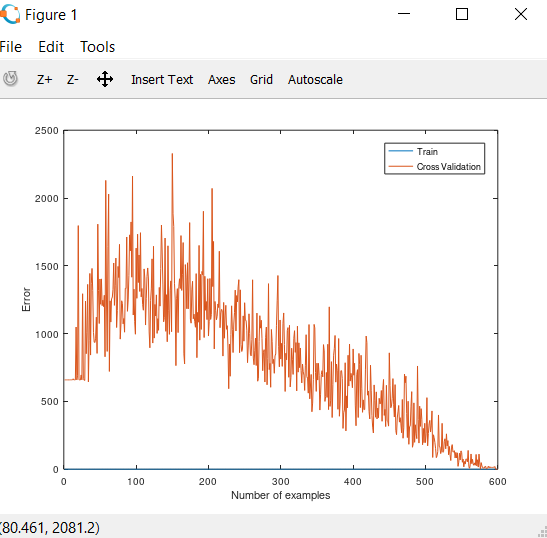 Figure 1
File Edit Tools
Z+ Z- Insert Text Axes Grid Autoscale
2500
2000
1500
1000
500
0
Error
Train
Cross Validation
0 100 200 300 400 500 600
Number of examples
(80.461, 2081.2)